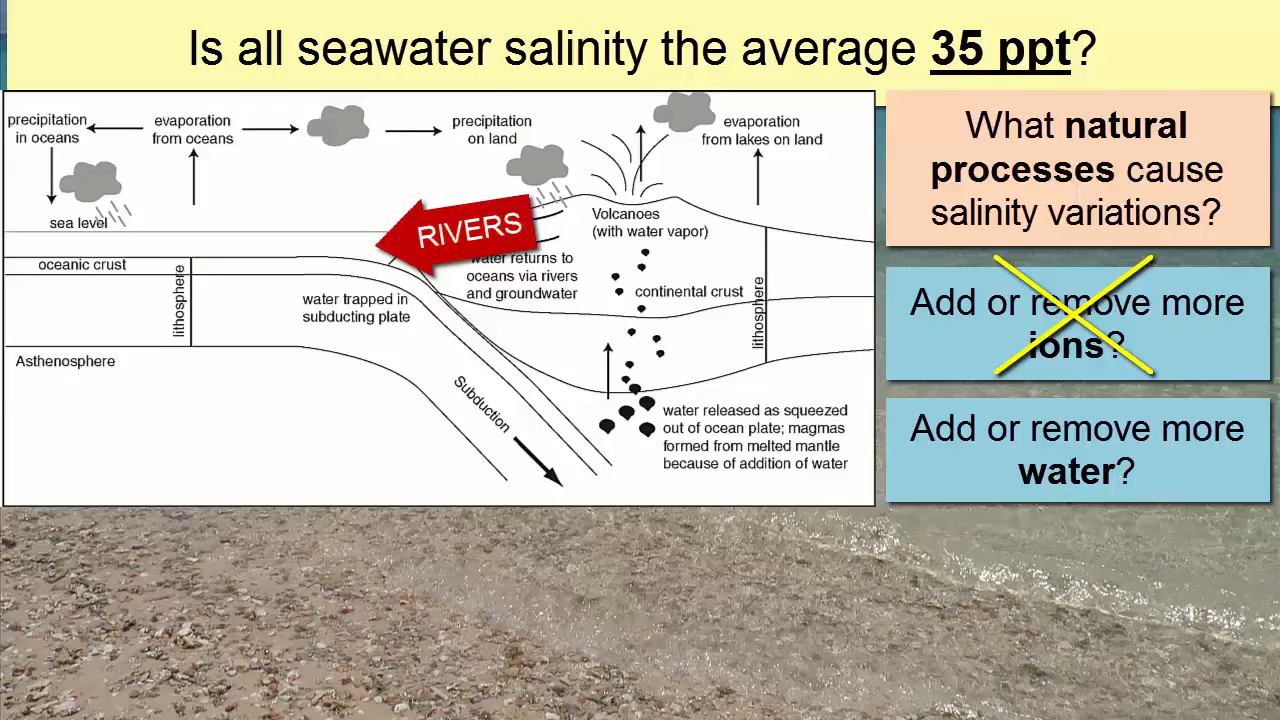 Is all seawater salinity the average 35 ppt?
precipitation
in oceans
evaporation
from oceans
precipitation
on land
evaporation
from lakes on land
sea level
RIVERS
Volcanoes
(with water vapor)
oceanic crust
water returns to
oceans via rivers
and groundwater
continental crust
lithosphere
water trapped in
subducting plate
lithosphere
Asthenosphere
Subduction
water released as squeezed
out of ocean plate; magmas
formed from melted mantle
because of addition of water
What natural
processes cause
salinity variations?
Add or remove more
ions?
Add or remove more
water?